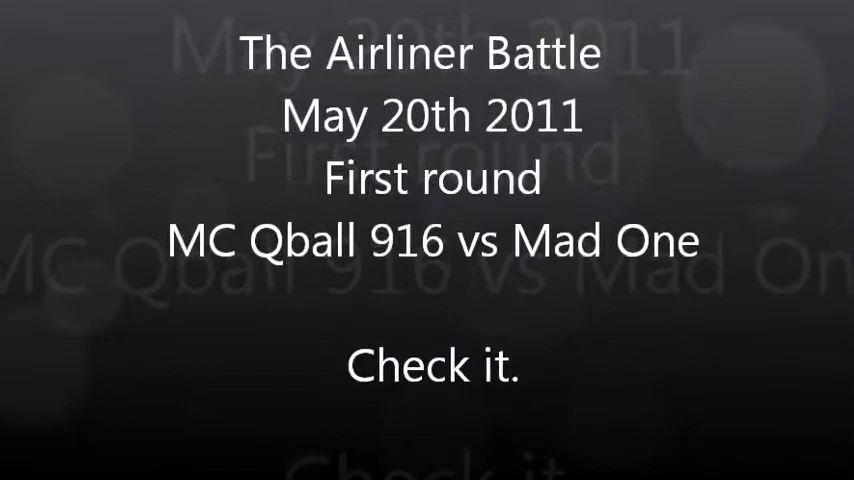 The Airliner Battle
May 20th 2011
First round
MC Qball 916 vs Mad One
Check it.